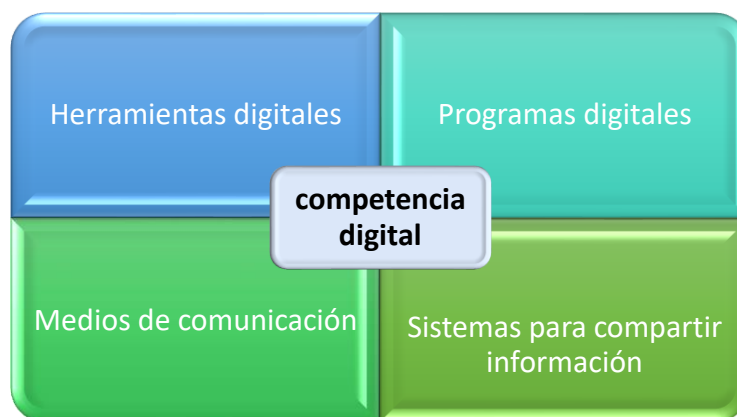 Herramientas digitales
Programas digitales
competencia
digital
Medios de comunicación
Sistemas para compartir
información